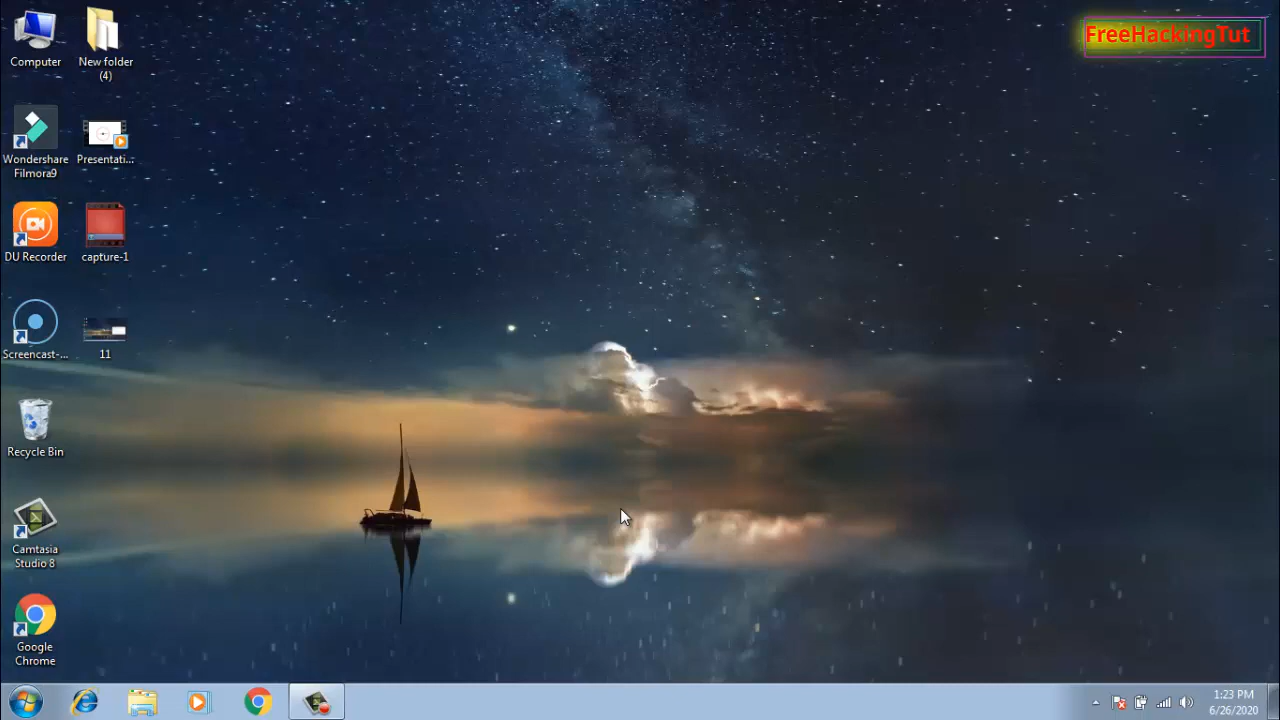 FreeHackingTut
Computer
New folder
(4)
Wondershare
Filmora9
Presentati...
DU Recorder
capture-1
Screencast-...
11
Recycle Bin
Camtasia
Studio 8
Google
Chrome
1:23 PM
6/26/2020